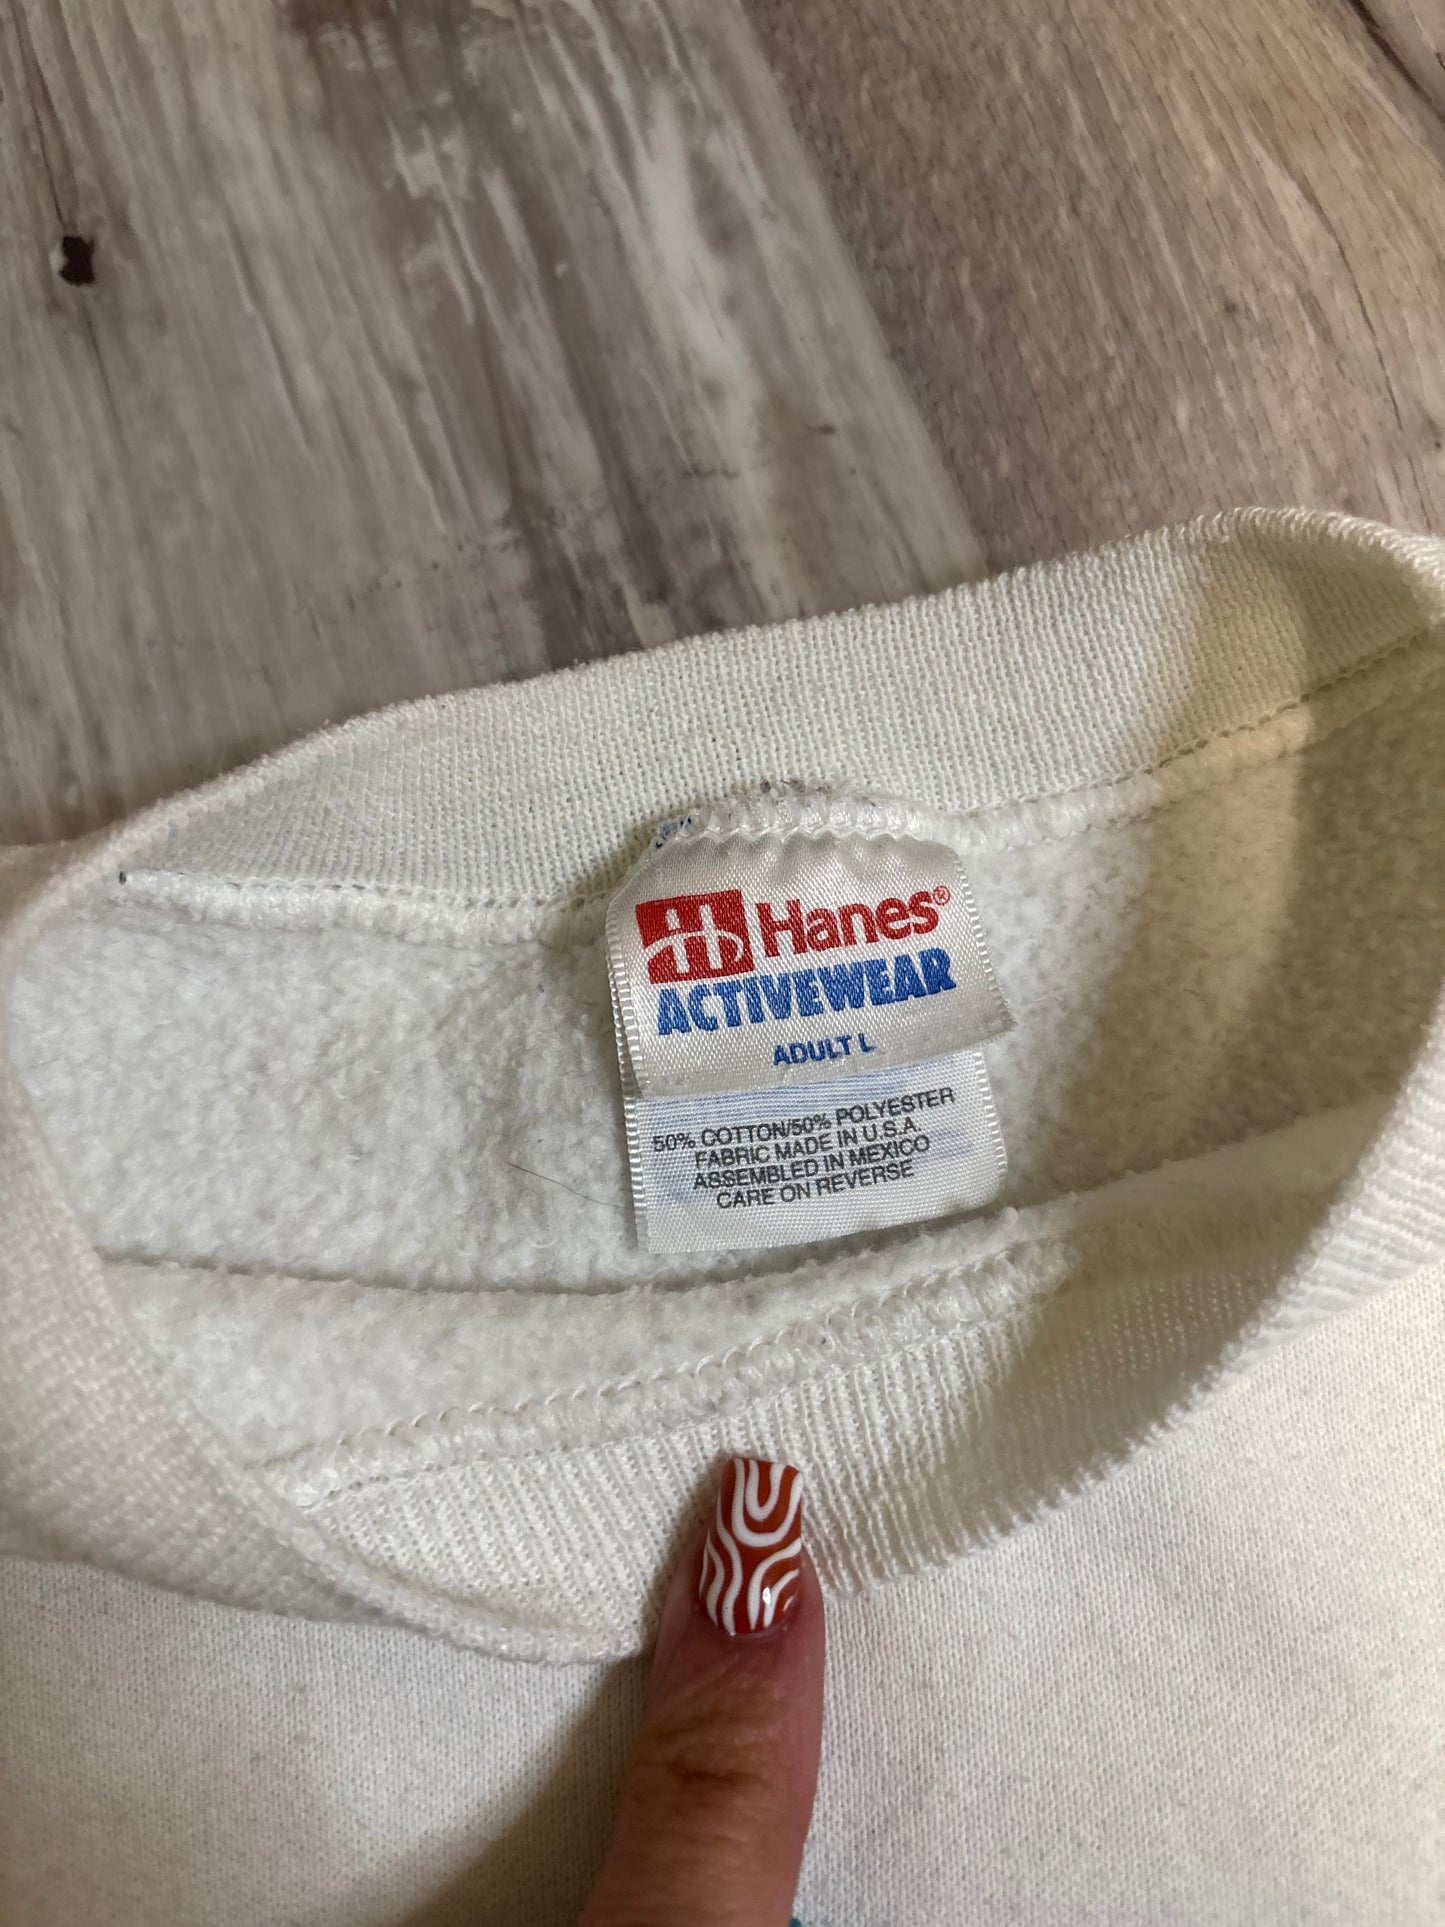 Hanes®
ACTIVEWEAR
ADULT L
50% COTTON/50% POLYESTER
FABRIC MADE IN U.S.A.
ASSEMBLED IN MEXICO
CARE ON REVERSE